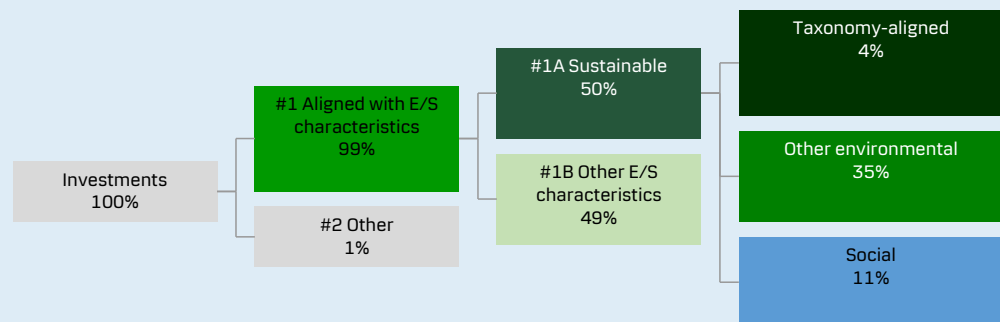 Investments
100%
#1 Aligned with E/S
characteristics
99%
#2 Other
1%
#1A Sustainable
50%
#1B Other E/S
characteristics
49%
Taxonomy-aligned
4%
Other environmental
35%
Social
11%